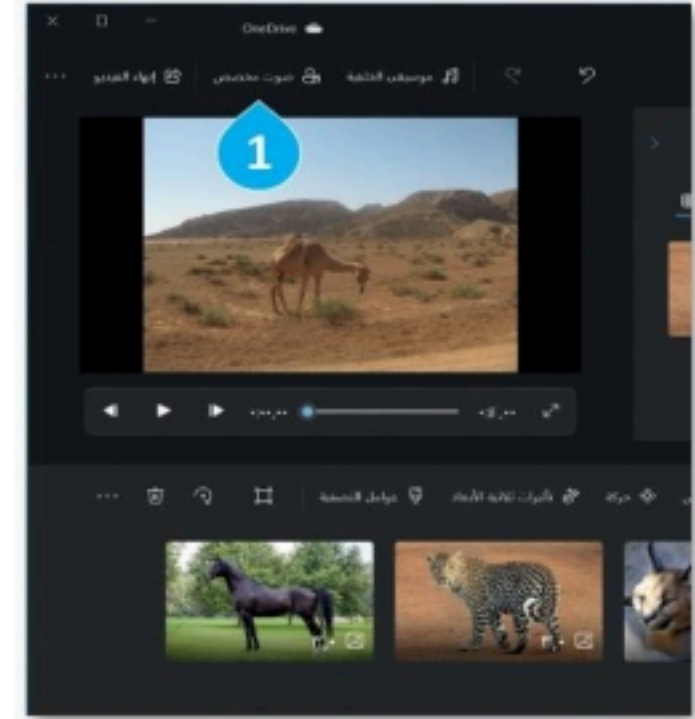 OneDrive
موسيقى الخلفية
صوت مخصص
إنهاء الفيديو
1
حركة
تأثيرات ثلاثية الأبعاد
عوامل التصفية